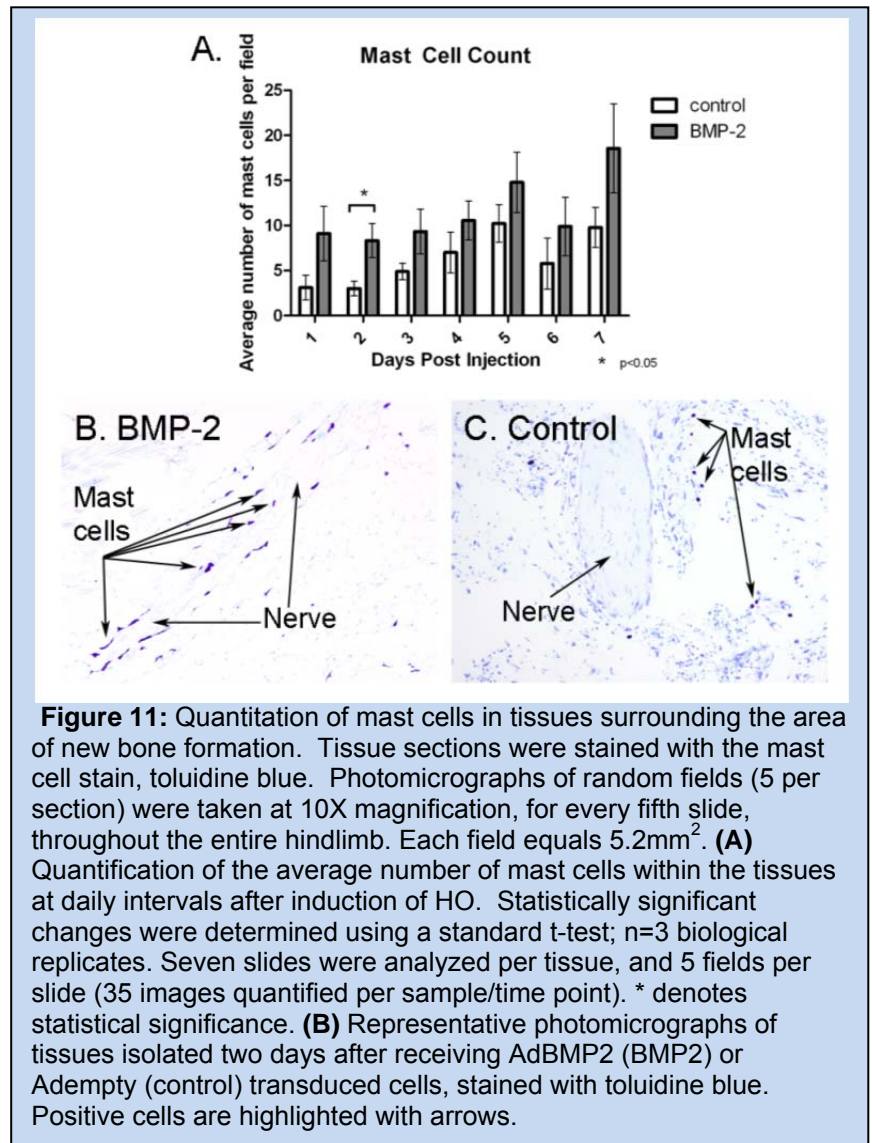 A.
Mast Cell Count
Average number of mast cells per field
25
20
15
10
5
0
control
BMP-2
*
1
2
3
4
5
6
7
Days Post Injection
* p<0.05
B. BMP-2
Mast
cells
Nerve
C. Control
Mast
cells
Nerve
Figure 11: Quantitation of mast cells in tissues surrounding the area
of new bone formation. Tissue sections were stained with the mast
cell stain, toluidine blue. Photomicrographs of random fields (5 per
section) were taken at 10X magnification, for every fifth slide,
throughout the entire hindlimb. Each field equals 5.2mm². (A)
Quantification of the average number of mast cells within the tissues
at daily intervals after induction of HO. Statistically significant
changes were determined using a standard t-test; n=3 biological
replicates. Seven slides were analyzed per tissue, and 5 fields per
slide (35 images quantified per sample/time point). * denotes
statistical significance. (B) Representative photomicrographs of
tissues isolated two days after receiving AdBMP2 (BMP2) or
Adempty (control) transduced cells, stained with toluidine blue.
Positive cells are highlighted with arrows.